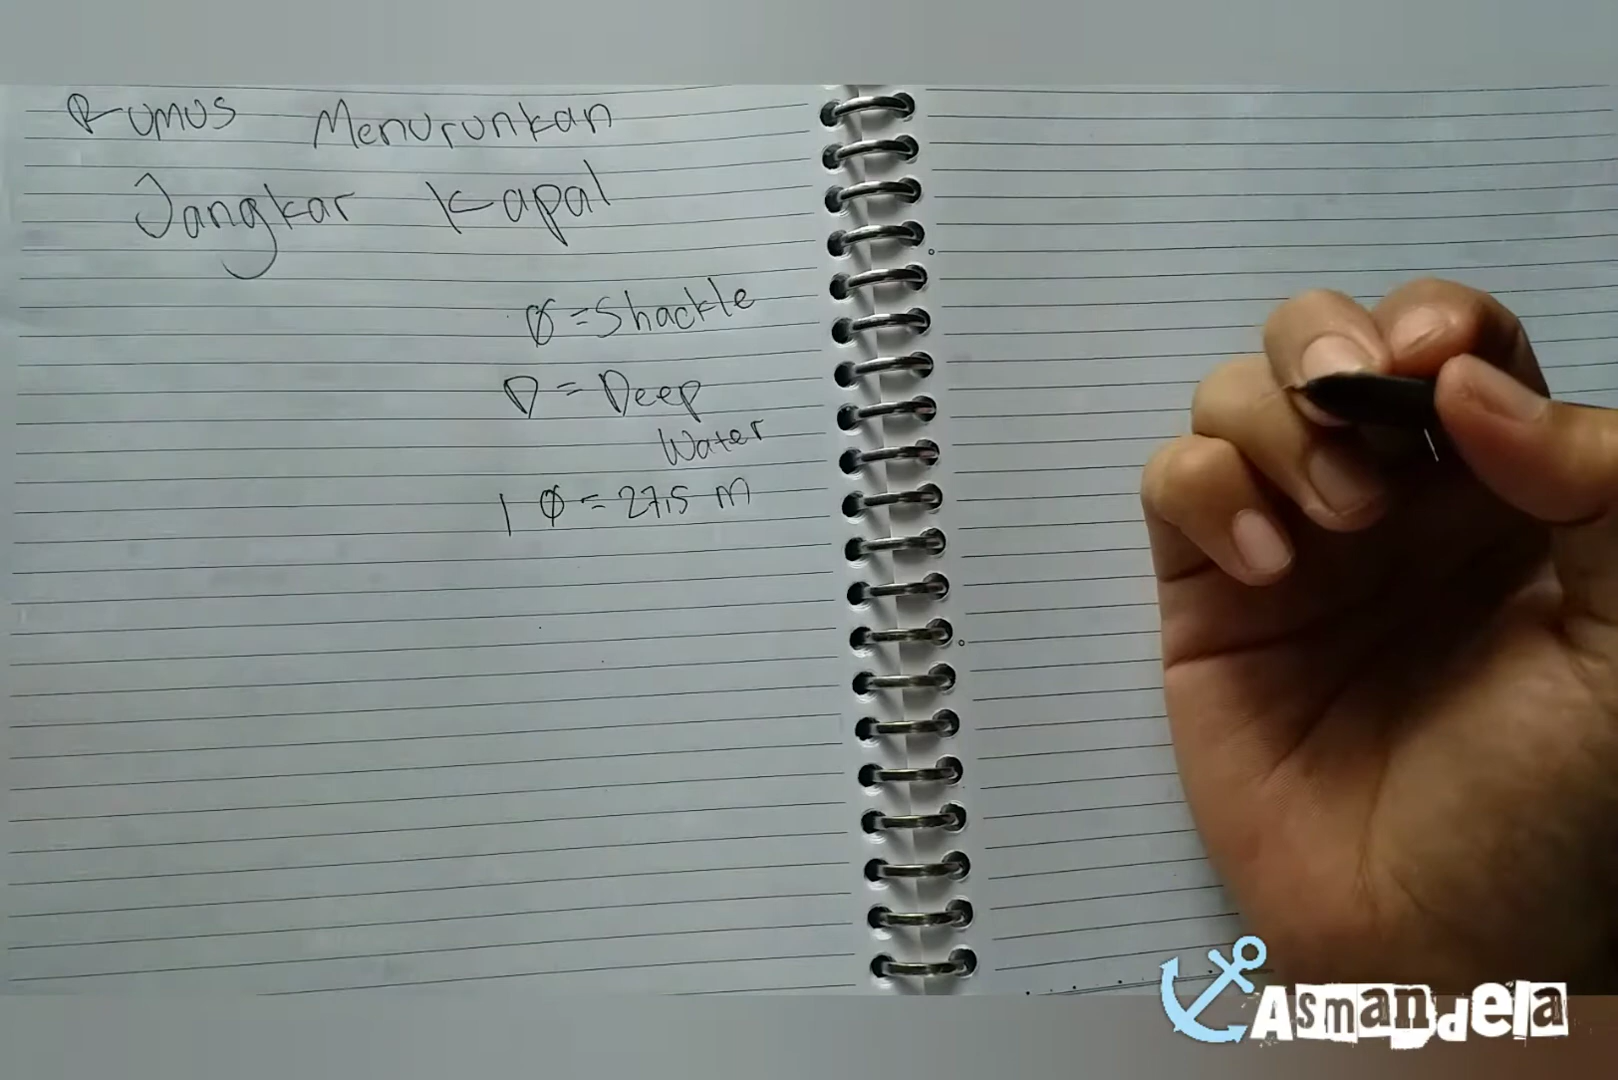 Rumus Menurunkan
Jangkar Kapal
Ꞩ = Shackle
D = Deep
Water
1 Ꞩ = 27,5 m
Asmandela